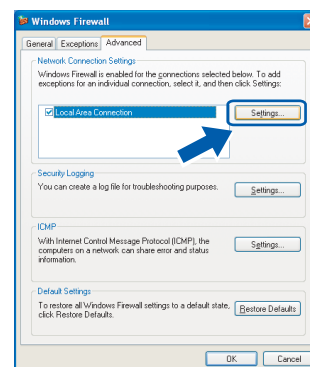 Windows Firewall
General Exceptions Advanced
Network Connection Settings
Windows Firewall is enabled for the connections selected below. To add
exceptions for an individual connection, select it, and then click Settings:
Local Area Connection
Settings...
Security Logging
You can create a log file for troubleshooting purposes.
Settings...
ICMP
With Internet Control Message Protocol (ICMP), the
computers on a network can share error and status
information.
Settings...
Default Settings
To restore all Windows Firewall settings to a default state,
click Restore Defaults.
Restore Defaults
OK Cancel